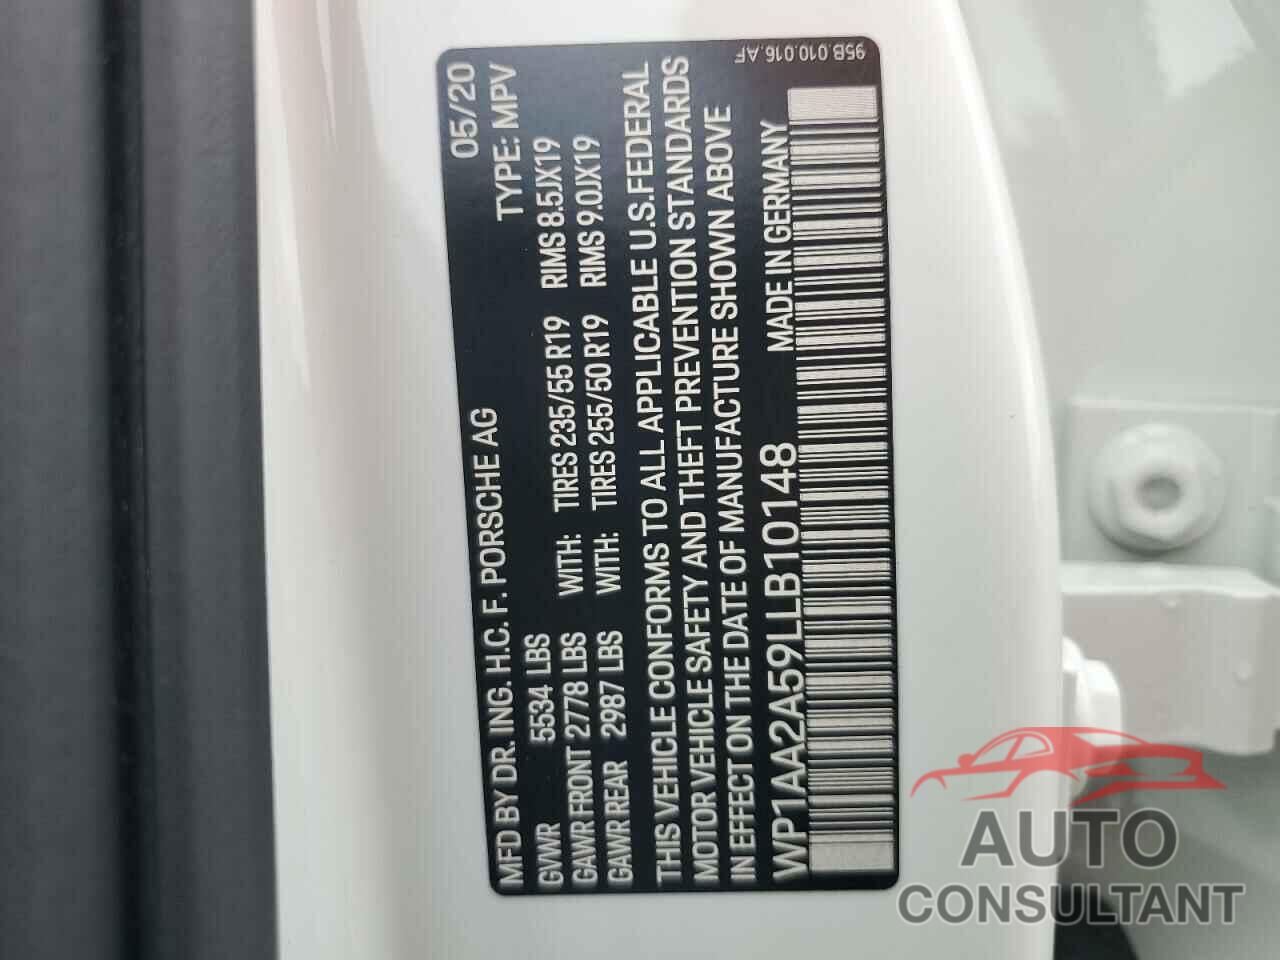 MFD BY DR. ING. H.C. F. PORSCHE AG 05/20
GVWR 5534 LBS TYPE: MPV
GAWR FRONT 2778 LBS WITH: TIRES 235/55 R19 RIMS 8.5JX19
GAWR REAR 2987 LBS WITH: TIRES 255/50 R19 RIMS 9.0JX19
THIS VEHICLE CONFORMS TO ALL APPLICABLE U.S.FEDERAL
MOTOR VEHICLE SAFETY AND THEFT PREVENTION STANDARDS
IN EFFECT ON THE DATE OF MANUFACTURE SHOWN ABOVE
WP1AA2A59LLB10148 MADE IN GERMANY
95B.010.016.AF
AUTO
CONSULTANT